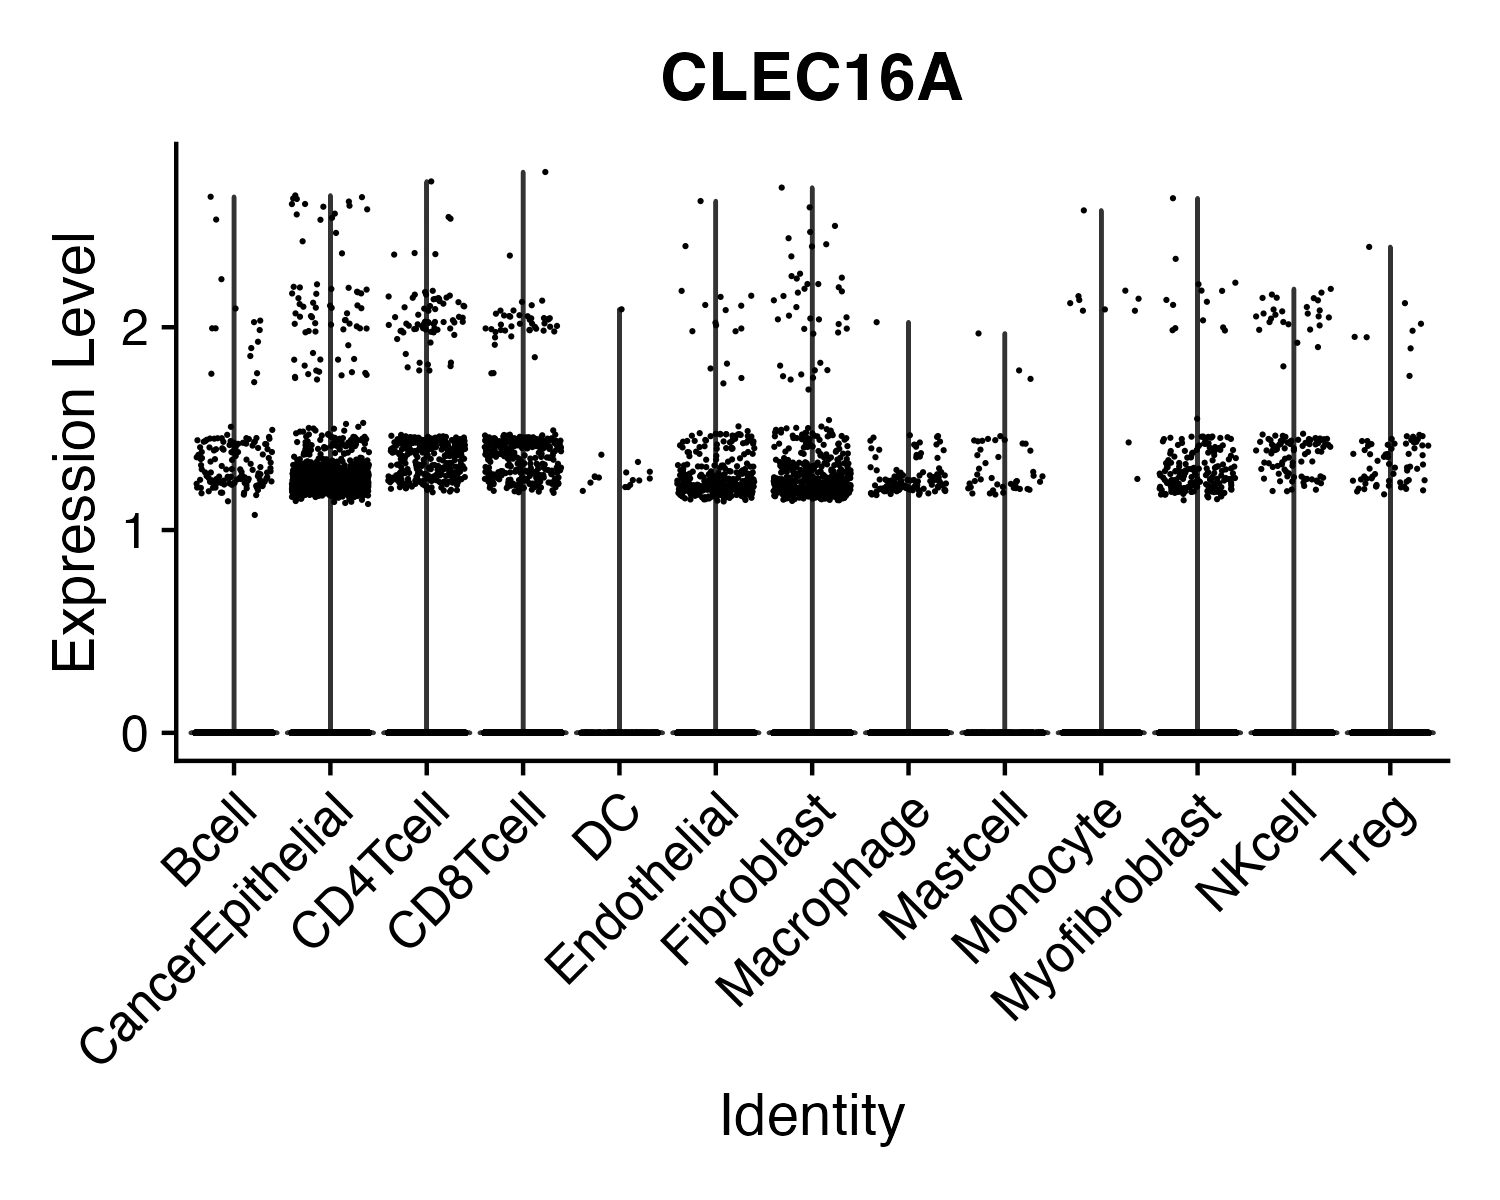 CLEC16A
Expression Level
2
1
0
Bcell
CancerEpithelial
CD4Tcell
CD8Tcell
DC
Endothelial
Fibroblast
Macrophage
Mastcell
Monocyte
Myofibroblast
NKcell
Treg
Identity